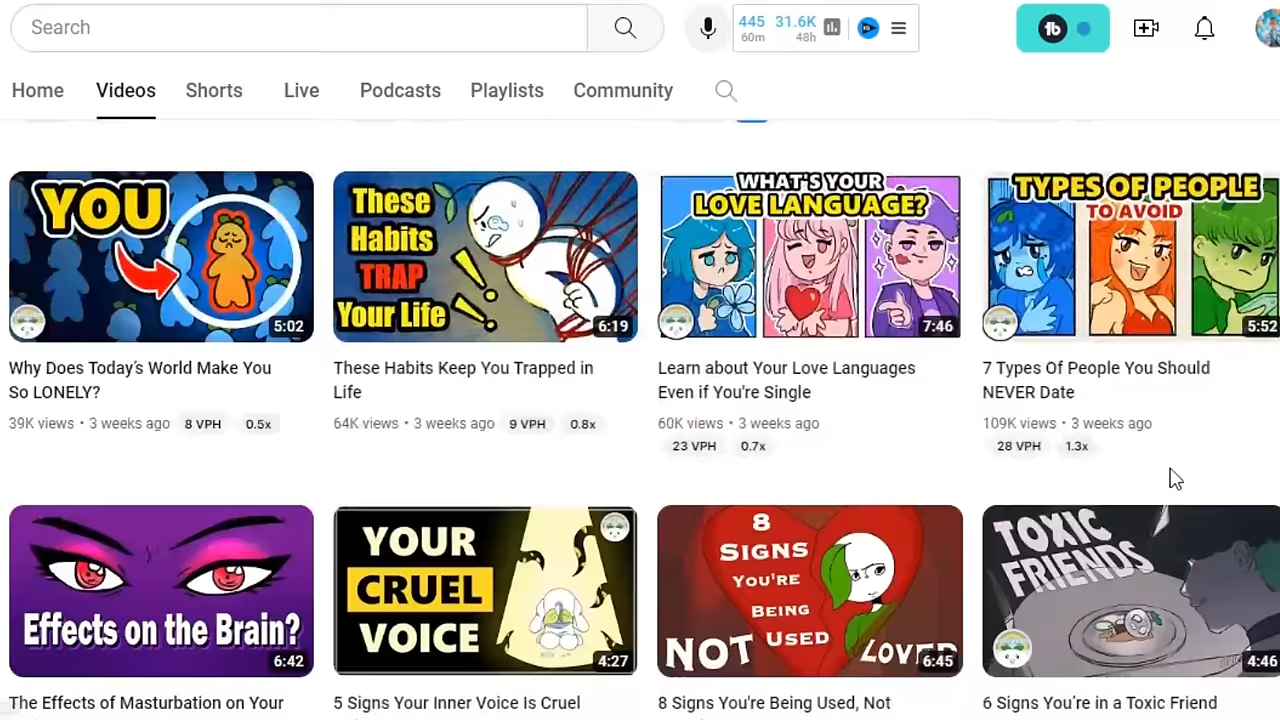 Search
445 31.6K
60m 48h
Home Videos Shorts Live Podcasts Playlists Community
YOU
5:02
These
Habits
TRAP
Your Life
6:19
WHAT'S YOUR
LOVE LANGUAGE?
7:46
TYPES OF PEOPLE
TO AVOID
5:52
Why Does Today's World Make You
So LONELY?
39K views • 3 weeks ago 8 VPH 0.5x
These Habits Keep You Trapped in
Life
64K views • 3 weeks ago 9 VPH 0.8x
Learn about Your Love Languages
Even if You're Single
60K views • 3 weeks ago
23 VPH 0.7x
7 Types Of People You Should
NEVER Date
109K views • 3 weeks ago
28 VPH 1.3x
Effects on the Brain?
6:42
YOUR
CRUEL
VOICE
4:27
8
SIGNS
YOU'RE
BEING
USED
NOT LOVED
6:45
TOXIC
FRIENDS
4:46
The Effects of Masturbation on Your
5 Signs Your Inner Voice Is Cruel
8 Signs You're Being Used, Not
6 Signs You're in a Toxic Friend